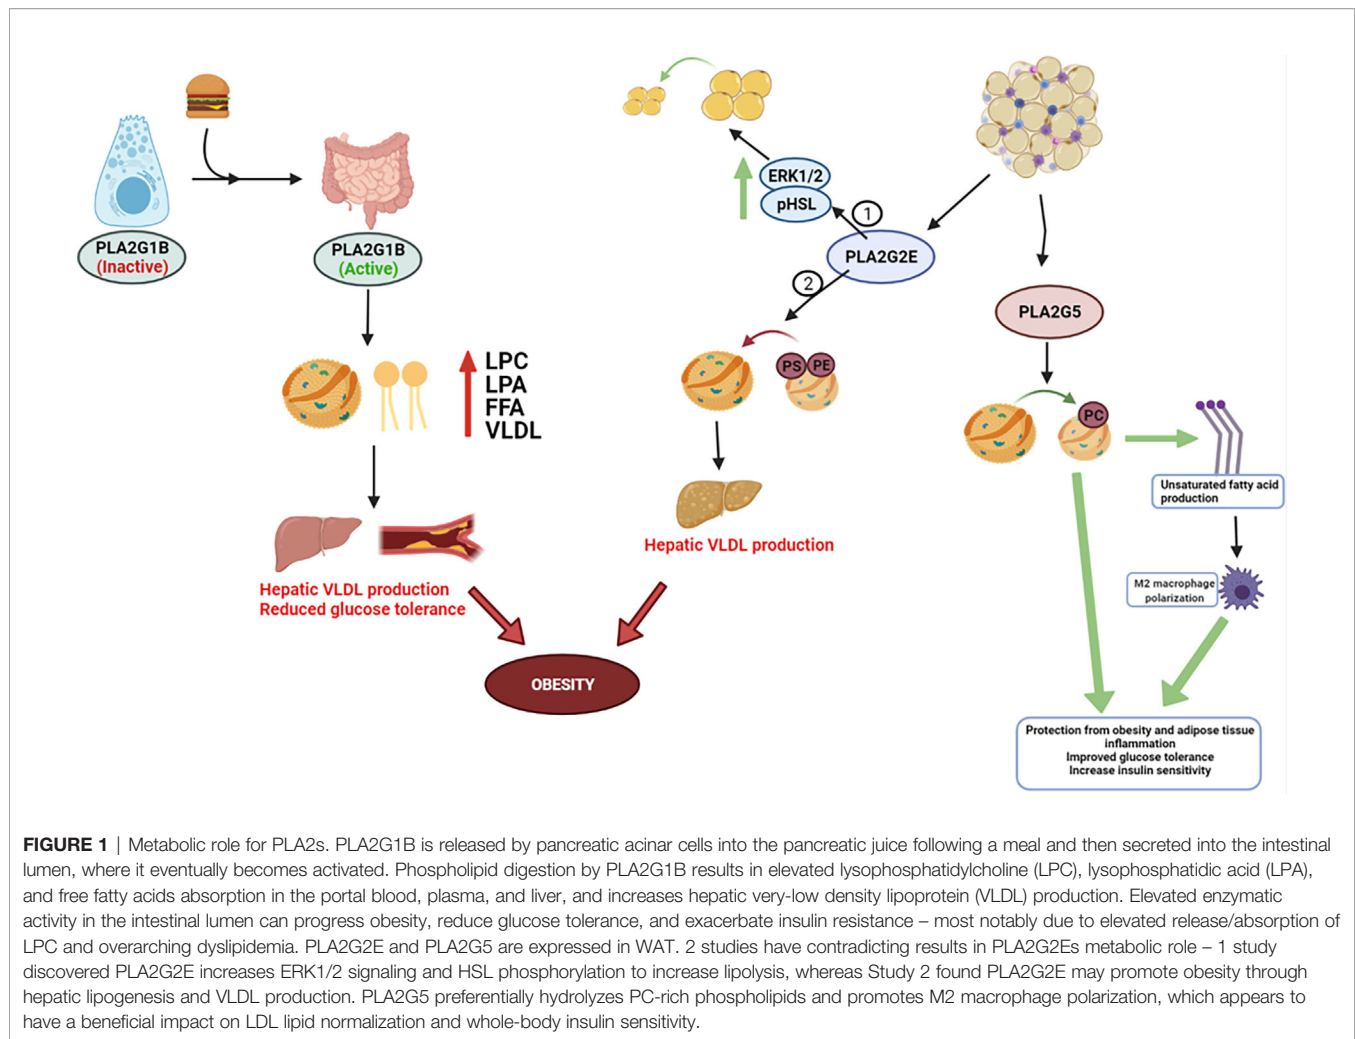 PLA2G1B
(Inactive)
PLA2G1B
(Active)
LPC
LPA
FFA
VLDL
Hepatic VLDL production
Reduced glucose tolerance
OBESITY
ERK1/2
pHSL
1
PLA2G2E
2
PS PE
Hepatic VLDL production
PLA2G5
PC
Unsaturated fatty acid
production
M2 macrophage
polarization
Protection from obesity and adipose tissue
inflammation
Improved glucose tolerance
Increase insulin sensitivity
FIGURE 1 | Metabolic role for PLA2s. PLA2G1B is released by pancreatic acinar cells into the pancreatic juice following a meal and then secreted into the intestinal
lumen, where it eventually becomes activated. Phospholipid digestion by PLA2G1B results in elevated lysophosphatidylcholine (LPC), lysophosphatidic acid (LPA),
and free fatty acids absorption in the portal blood, plasma, and liver, and increases hepatic very-low density lipoprotein (VLDL) production. Elevated enzymatic
activity in the intestinal lumen can progress obesity, reduce glucose tolerance, and exacerbate insulin resistance – most notably due to elevated release/absorption of
LPC and overarching dyslipidemia. PLA2G2E and PLA2G5 are expressed in WAT. 2 studies have contradicting results in PLA2G2Es metabolic role – 1 study
discovered PLA2G2E increases ERK1/2 signaling and HSL phosphorylation to increase lipolysis, whereas Study 2 found PLA2G2E may promote obesity through
hepatic lipogenesis and VLDL production. PLA2G5 preferentially hydrolyzes PC-rich phospholipids and promotes M2 macrophage polarization, which appears to
have a beneficial impact on LDL lipid normalization and whole-body insulin sensitivity.